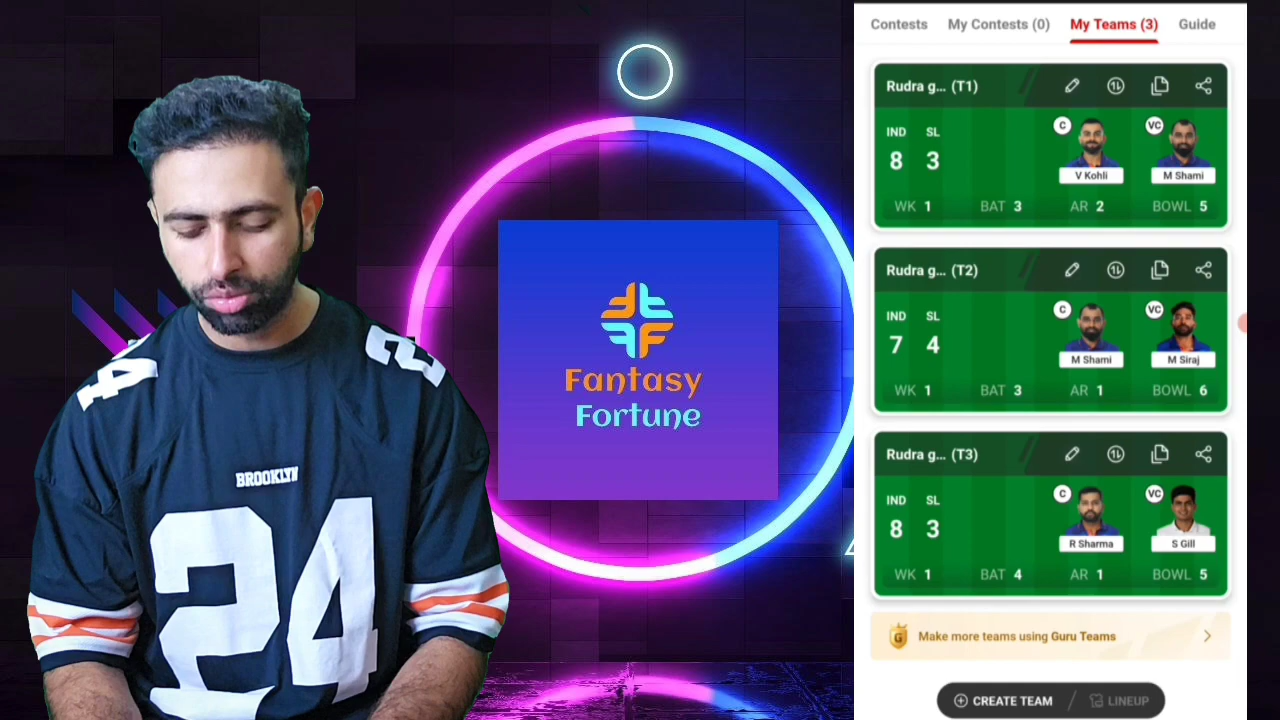 Contests My Contests (0) My Teams (3) Guide
Rudra g... (T1)
IND SL
8 3
C VC
V Kohli M Shami
WK 1 BAT 3 AR 2 BOWL 5
Rudra g... (T2)
IND SL
7 4
C VC
M Shami M Siraj
WK 1 BAT 3 AR 1 BOWL 6
Rudra g... (T3)
IND SL
8 3
C VC
R Sharma S Gill
WK 1 BAT 4 AR 1 BOWL 5
G Make more teams using Guru Teams
CREATE TEAM / LINEUP
Fantasy
Fortune
24
2
BROOKLYN
24